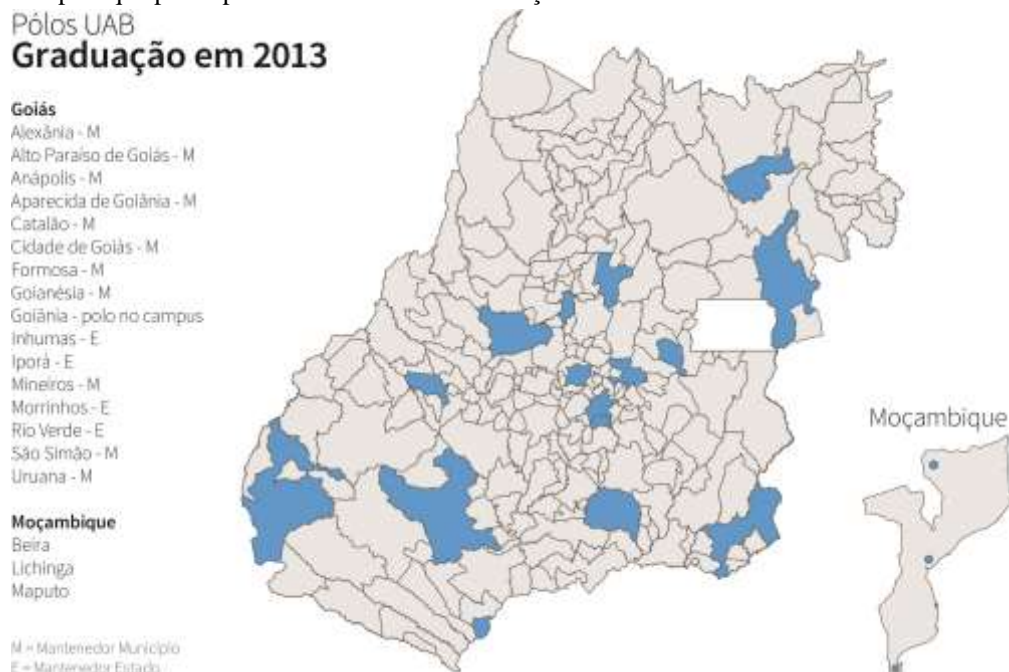 Pólos UAB
Graduação em 2013
Goiás
Alexânia - M
Alto Paraíso de Goiás - M
Anápolis - M
Aparecida de Goiânia - M
Catalão - M
Cidade de Goiás - M
Formosa - M
Goianésia - M
Goiânia - polo no campus
Inhumas - E
Iporá - E
Mineiros - M
Morrinhos - E
Rio Verde - E
São Simão - M
Uruana - M
Moçambique
Beira
Lichinga
Maputo
M = Mantenedor Município
E = Mantenedor Estado
Moçambique